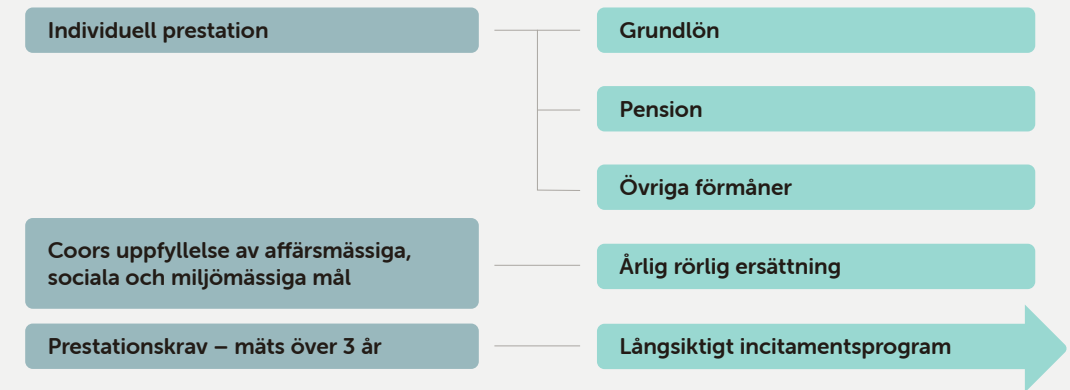 Individuell prestation
Grundlön
Pension
Övriga förmåner
Coors uppfyllelse av affärsmässiga,
sociala och miljömässiga mål
Årlig rörlig ersättning
Prestationskrav – mäts över 3 år
Långsiktigt incitamentsprogram